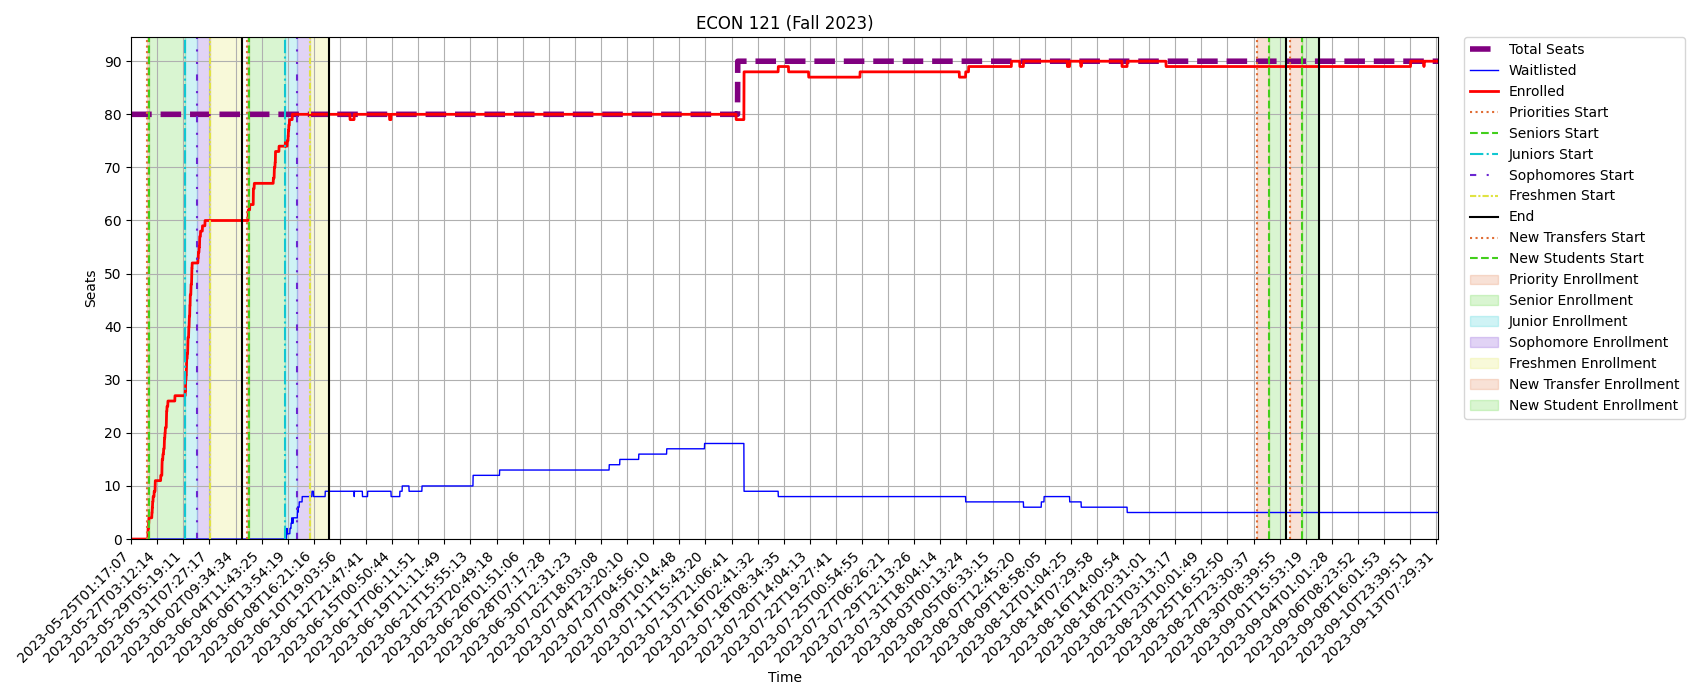 ECON 121 (Fall 2023)
Seats
90
80
70
60
50
40
30
20
10
0
2023-05-25T01:17:07
2023-05-27T03:12:14
2023-05-29T05:19:11
2023-05-31T07:27:17
2023-06-02T09:34:34
2023-06-04T11:43:25
2023-06-06T13:54:19
2023-06-08T16:21:16
2023-06-10T19:03:56
2023-06-12T21:47:41
2023-06-15T00:50:44
2023-06-17T06:11:51
2023-06-19T11:11:49
2023-06-21T15:55:13
2023-06-23T20:49:18
2023-06-26T01:51:06
2023-06-28T07:17:28
2023-06-30T12:31:23
2023-07-02T18:03:08
2023-07-04T23:20:10
2023-07-07T04:56:10
2023-07-09T10:14:48
2023-07-11T15:43:20
2023-07-13T21:06:41
2023-07-16T02:41:32
2023-07-18T08:34:35
2023-07-20T14:04:13
2023-07-22T19:27:41
2023-07-25T00:54:55
2023-07-27T06:26:21
2023-07-29T12:13:26
2023-07-31T18:04:14
2023-08-03T00:13:24
2023-08-05T06:33:15
2023-08-07T12:45:20
2023-08-09T18:58:05
2023-08-12T01:04:25
2023-08-14T07:29:58
2023-08-16T14:00:54
2023-08-18T20:31:01
2023-08-21T03:13:17
2023-08-23T10:01:49
2023-08-25T16:52:50
2023-08-27T23:30:37
2023-08-30T08:39:55
2023-09-01T15:53:19
2023-09-04T01:01:28
2023-09-06T08:23:52
2023-09-08T16:01:53
2023-09-10T23:39:51
2023-09-13T07:29:31
Time
Total Seats
Waitlisted
Enrolled
Priorities Start
Seniors Start
Juniors Start
Sophomores Start
Freshmen Start
End
New Transfers Start
New Students Start
Priority Enrollment
Senior Enrollment
Junior Enrollment
Sophomore Enrollment
Freshmen Enrollment
New Transfer Enrollment
New Student Enrollment